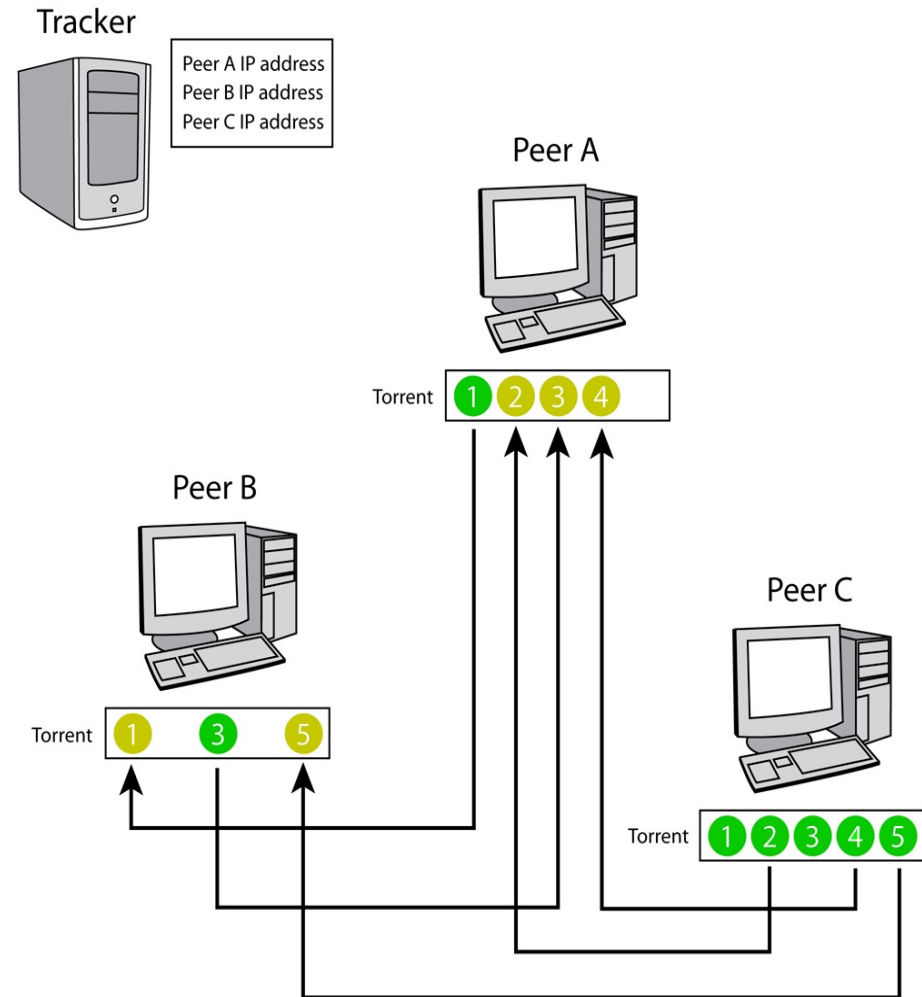 Tracker
Peer A IP address
Peer B IP address
Peer C IP address
Peer A
Torrent 1 2 3 4
Peer B
Torrent 1 3 5
Peer C
Torrent 1 2 3 4 5